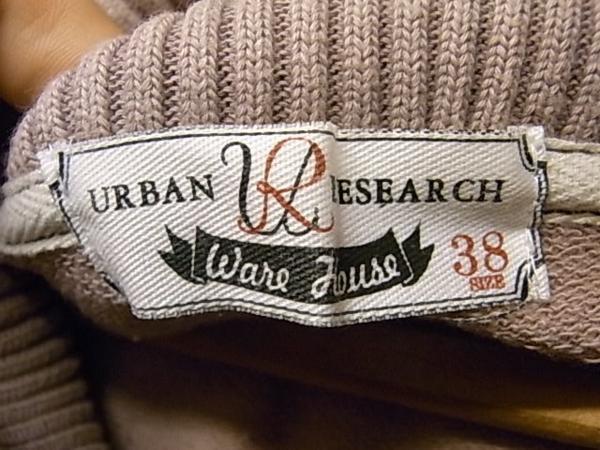 URBAN UR RESEARCH
Ware House
38
SIZE